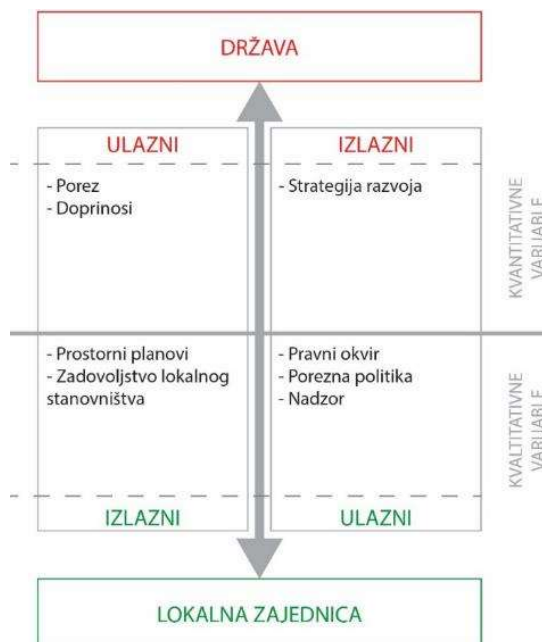 DRŽAVA
ULAZNI
IZLAZNI
- Porez
- Doprinosi
- Strategija razvoja
KVANTITATIVNE
VARIJABLE
- Prostorni planovi
- Zadovoljstvo lokalnog
stanovništva
- Pravni okvir
- Porezna politika
- Nadzor
KVALTITATIVNE
VARIJABLE
IZLAZNI
ULAZNI
LOKALNA ZAJEDNICA